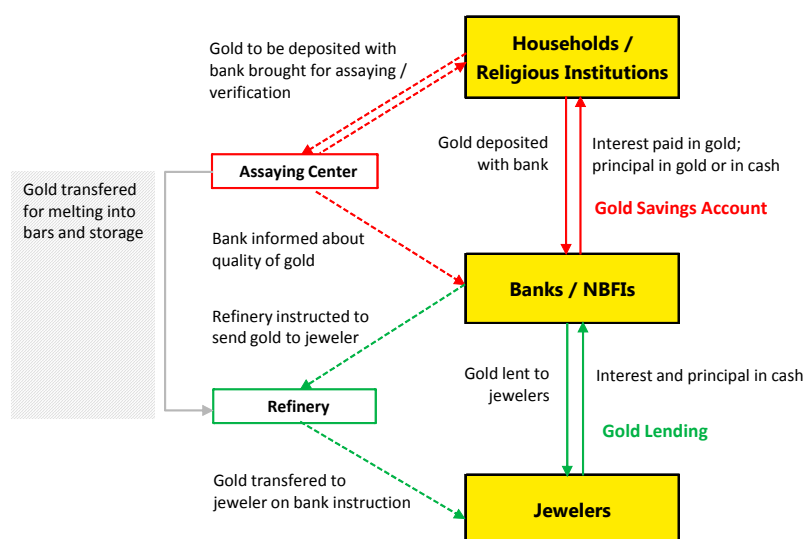 Gold to be deposited with
bank brought for assaying /
verification
Households /
Religious Institutions
Gold deposited
with bank
Interest paid in gold;
principal in gold or in cash
Assaying Center
Gold transfered
for melting into
bars and storage
Gold Savings Account
Bank informed about
quality of gold
Banks / NBFIs
Refinery instructed to
send gold to jeweler
Gold lent to
jewelers
Interest and principal in cash
Refinery
Gold Lending
Gold transfered to
jeweler on bank instruction
Jewelers